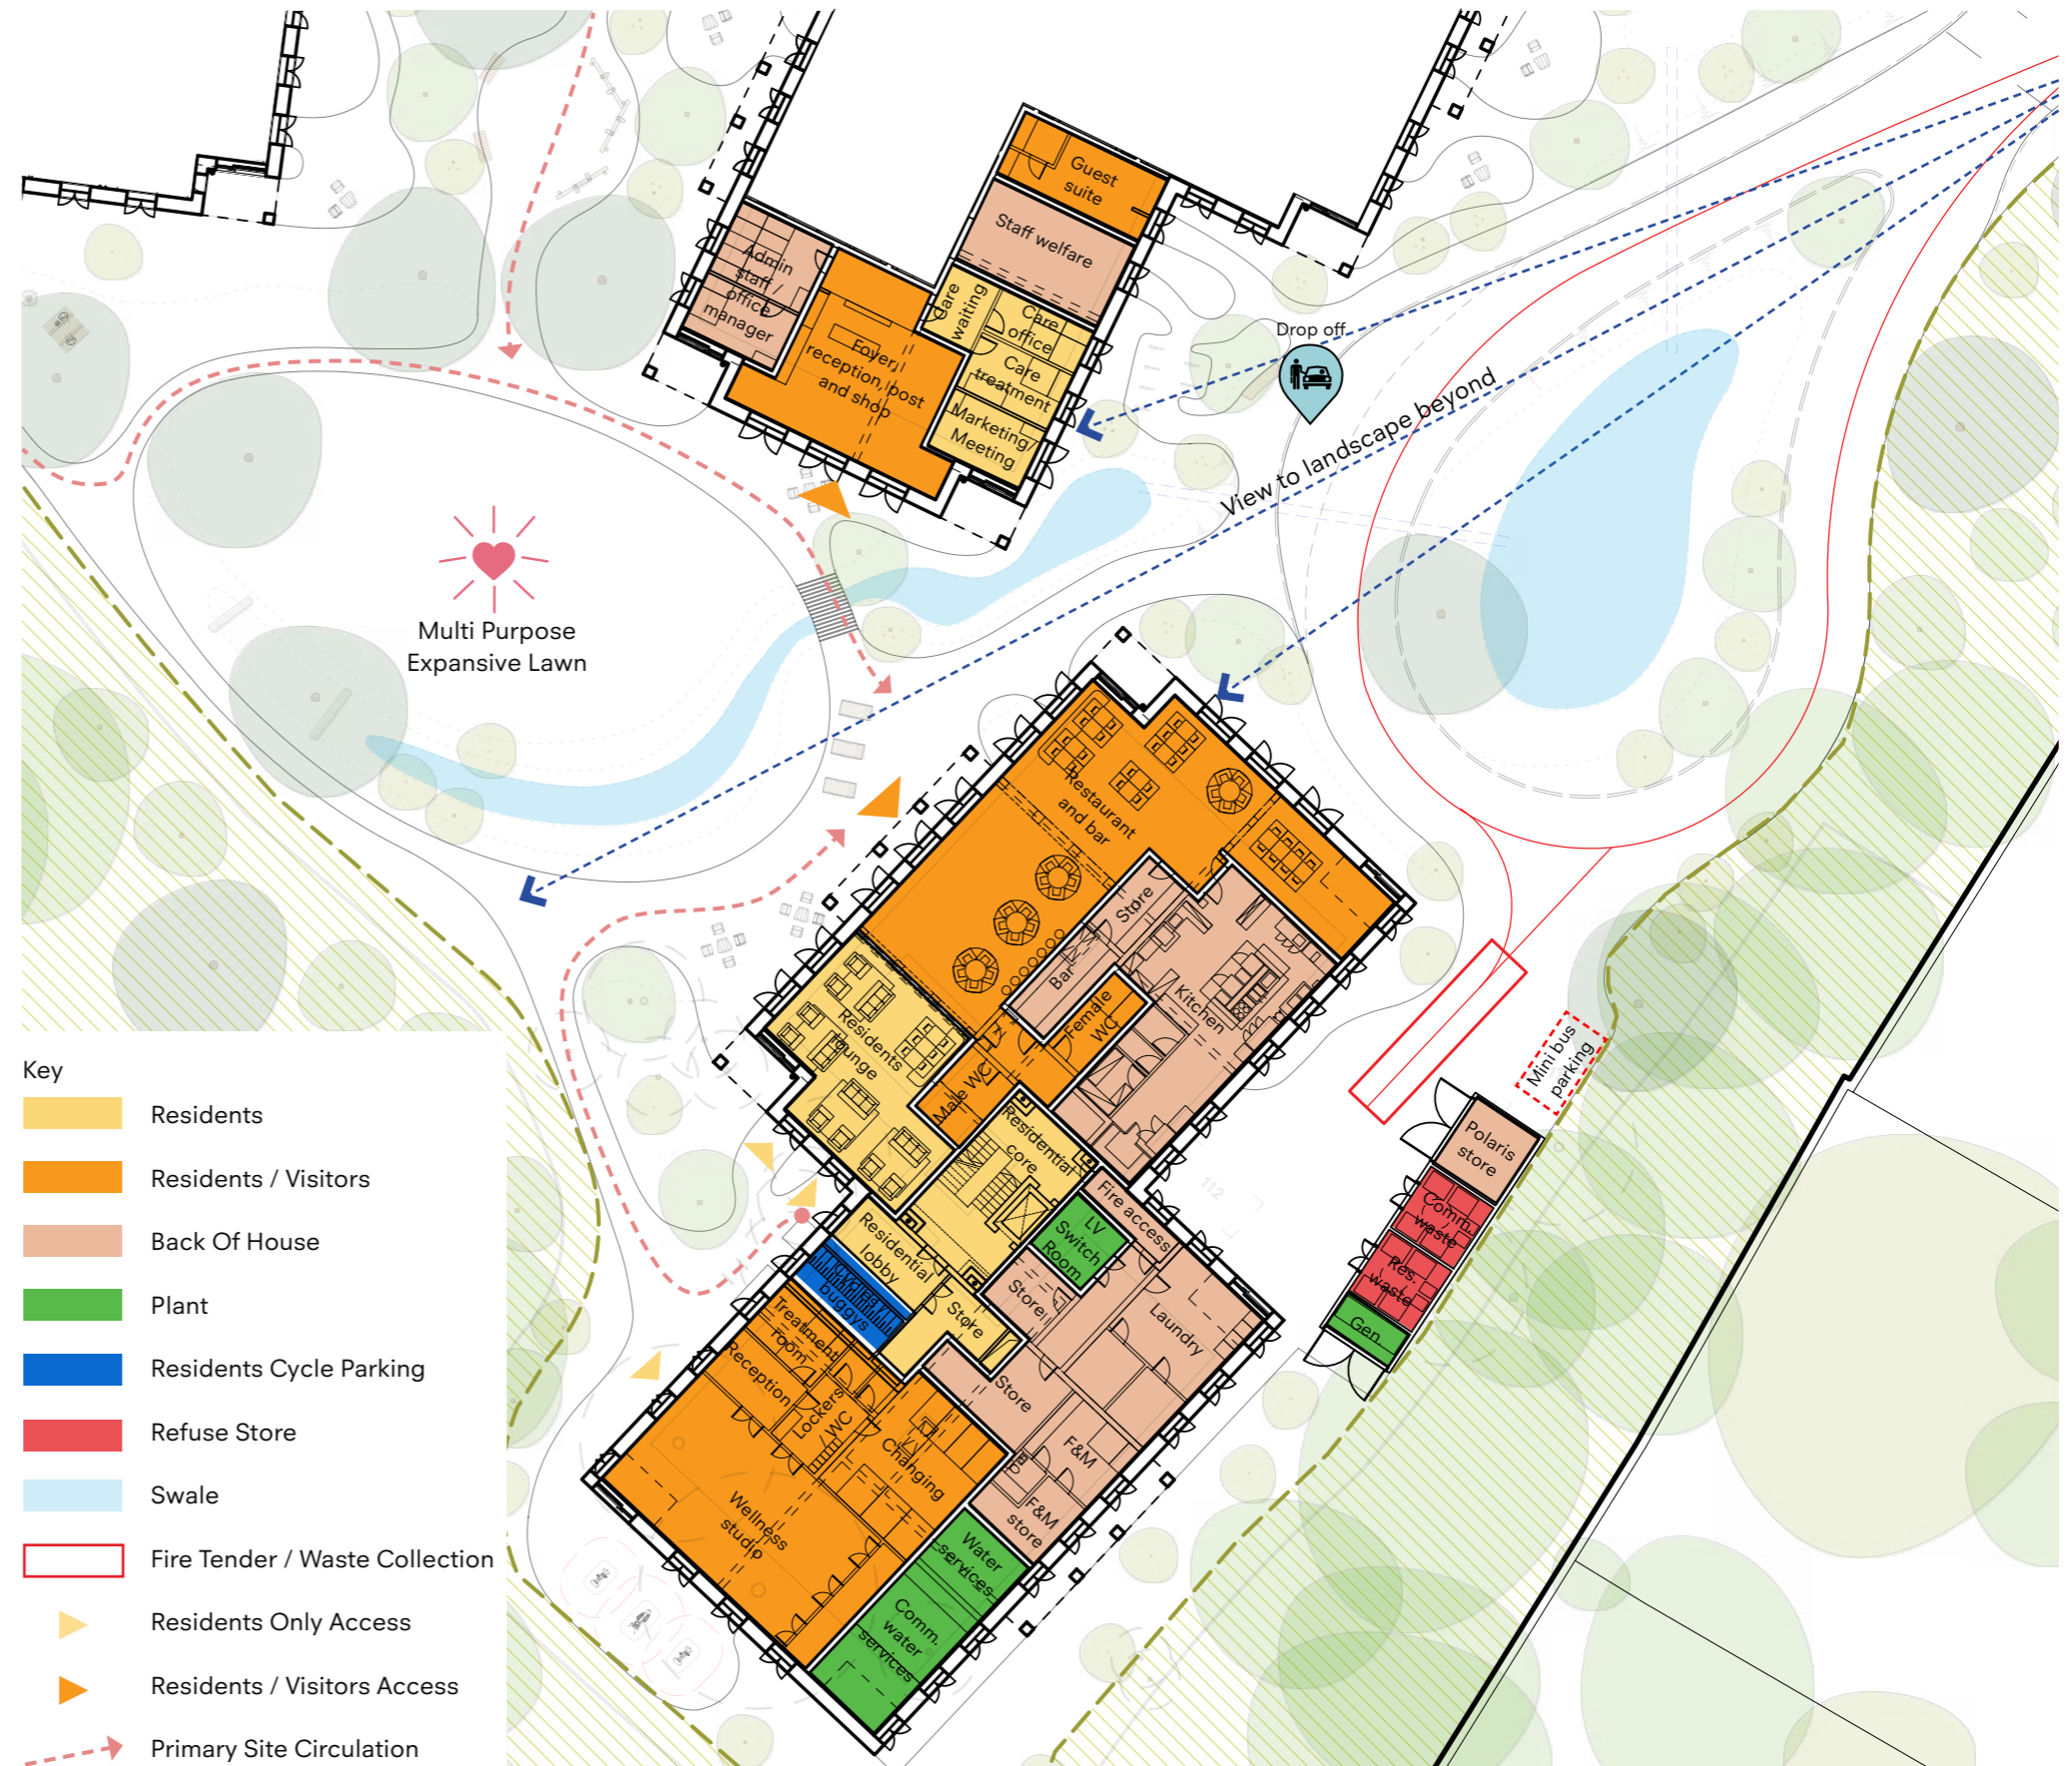 Guest
suite
Staff welfare
Admin
staff /
office
manager
Care
waiting
Care
office
Care
treatment
Marketing/
Meeting
Foyer,
reception, post
and shop
Drop off
View to landscape beyond
Multi Purpose
Expansive Lawn
Restaurant
and bar
Store
Bar
Kitchen
Female
WC
Male WC
Residents
lounge
Residential
core
Fire access
LV
Switch
Room
Residential
lobby
Store
Store
Store
Laundry
Cycles
buggys
Treatment
room
Reception
Lockers
/ WC
Changing
Wellness
studio
F&M
F&M
store
Water
services
Comm.
water
services
112
Mini bus
parking
Polaris
store
Comm.
waste
Res.
waste
Gen
Key
Residents
Residents / Visitors
Back Of House
Plant
Residents Cycle Parking
Refuse Store
Swale
Fire Tender / Waste Collection
Residents Only Access
Residents / Visitors Access
Primary Site Circulation